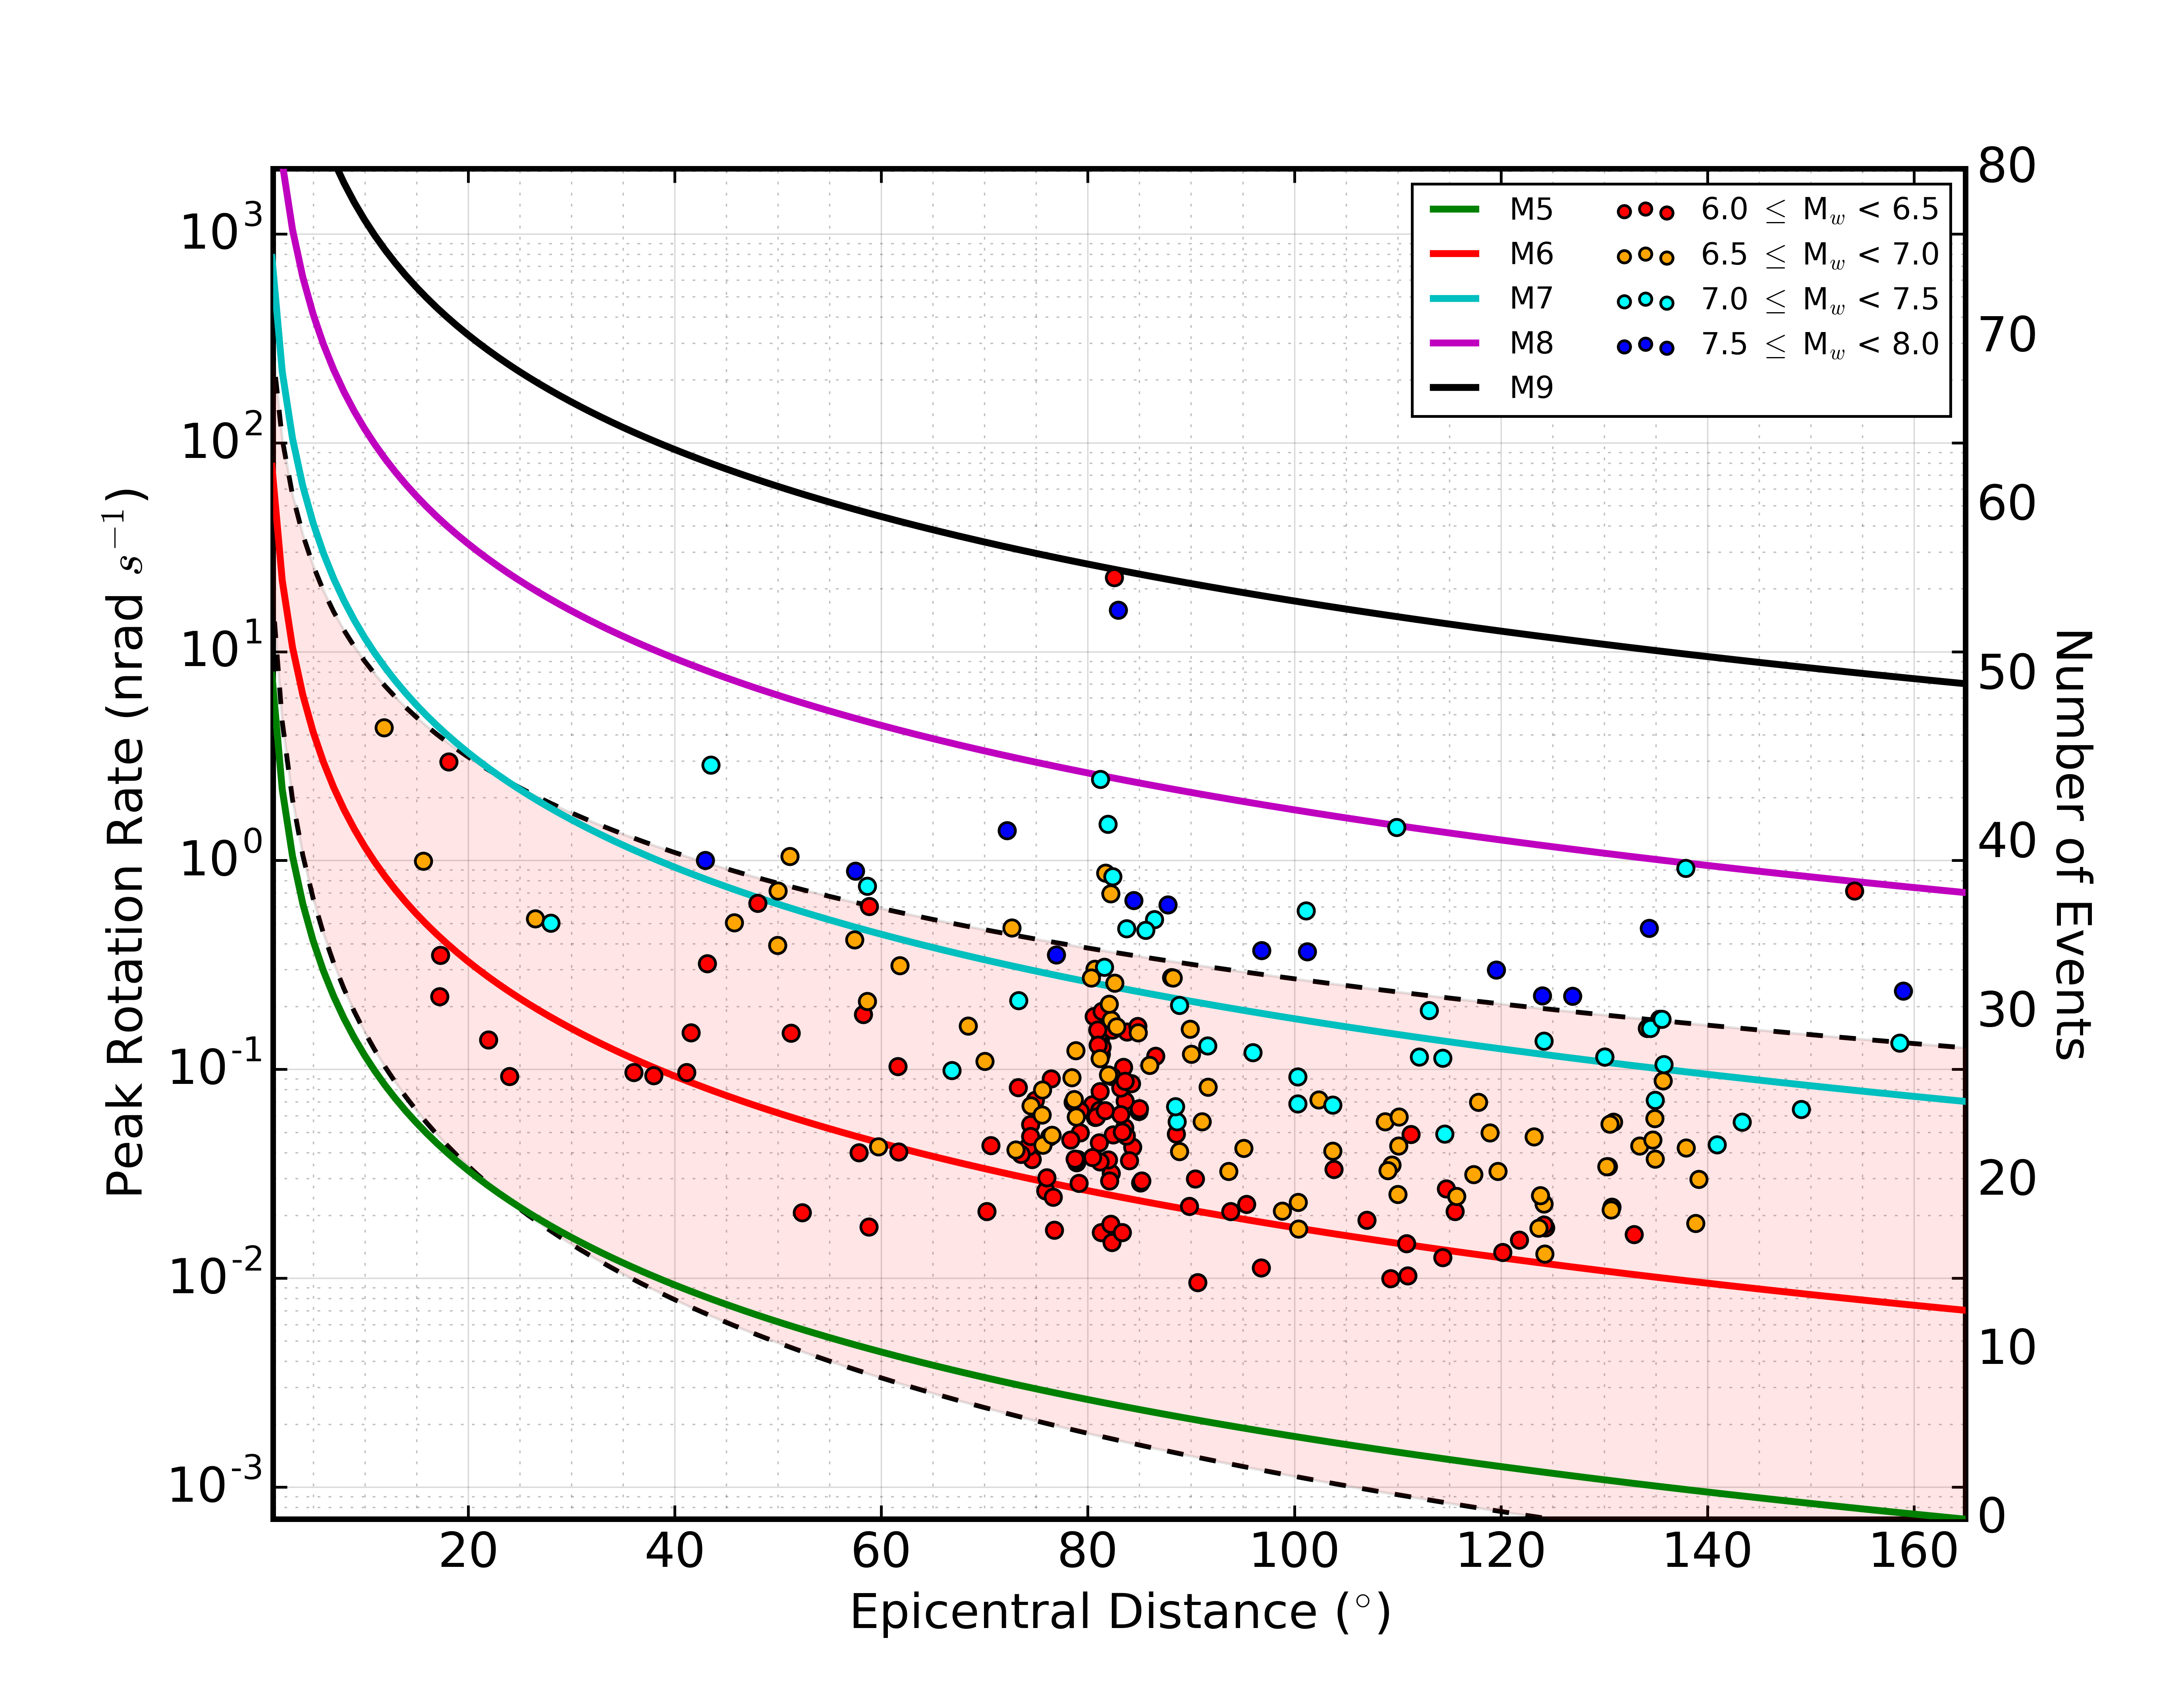 10³
10²
10¹
10⁰
10⁻¹
10⁻²
10⁻³
Peak Rotation Rate (nrad s⁻¹)
M5
M6
M7
M8
M9
6.0 ≤ M_w < 6.5
6.5 ≤ M_w < 7.0
7.0 ≤ M_w < 7.5
7.5 ≤ M_w < 8.0
80
70
60
50
40
30
20
10
0
Number of Events
20 40 60 80 100 120 140 160
Epicentral Distance (°)